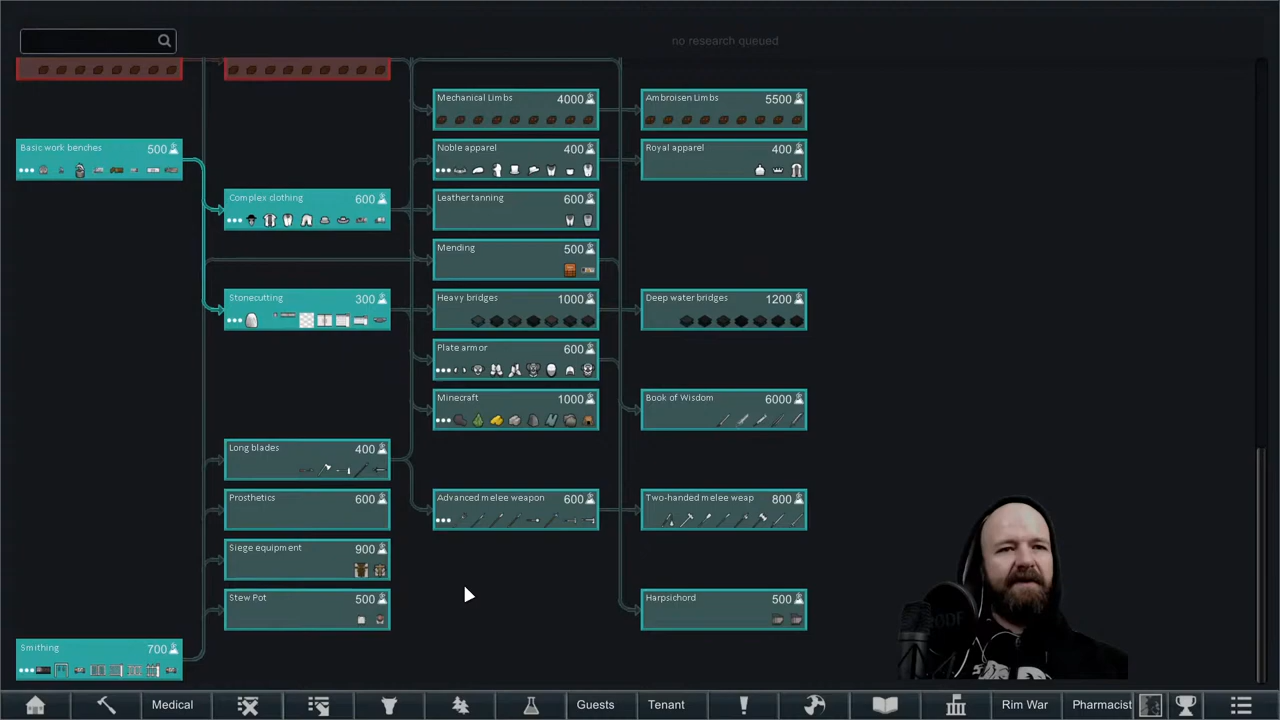 no research queued
Mechanical Limbs 4000
Ambroisen Limbs 5500
Basic work benches 500
Noble apparel 400
Royal apparel 400
Complex clothing 600
Leather tanning 600
Mending 500
Stonecutting 300
Heavy bridges 1000
Deep water bridges 1200
Plate armor 600
Minecraft 1000
Book of Wisdom 6000
Long blades 400
Prosthetics 600
Advanced melee weapon 600
Two-handed melee weap 800
Siege equipment 900
Stew Pot 500
Harpsichord 500
Smithing 700
Medical
Guests
Tenant
Rim War
Pharmacist